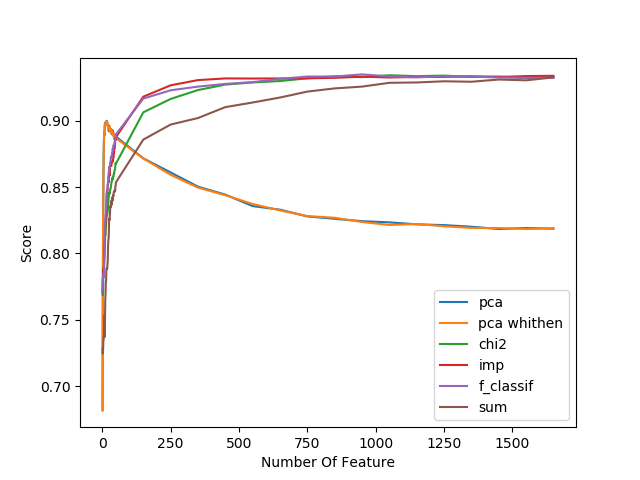 0.90
0.85
0.80
0.75
0.70
Score
0 250 500 750 1000 1250 1500
Number Of Feature
pca
pca whithen
chi2
imp
f_classif
sum